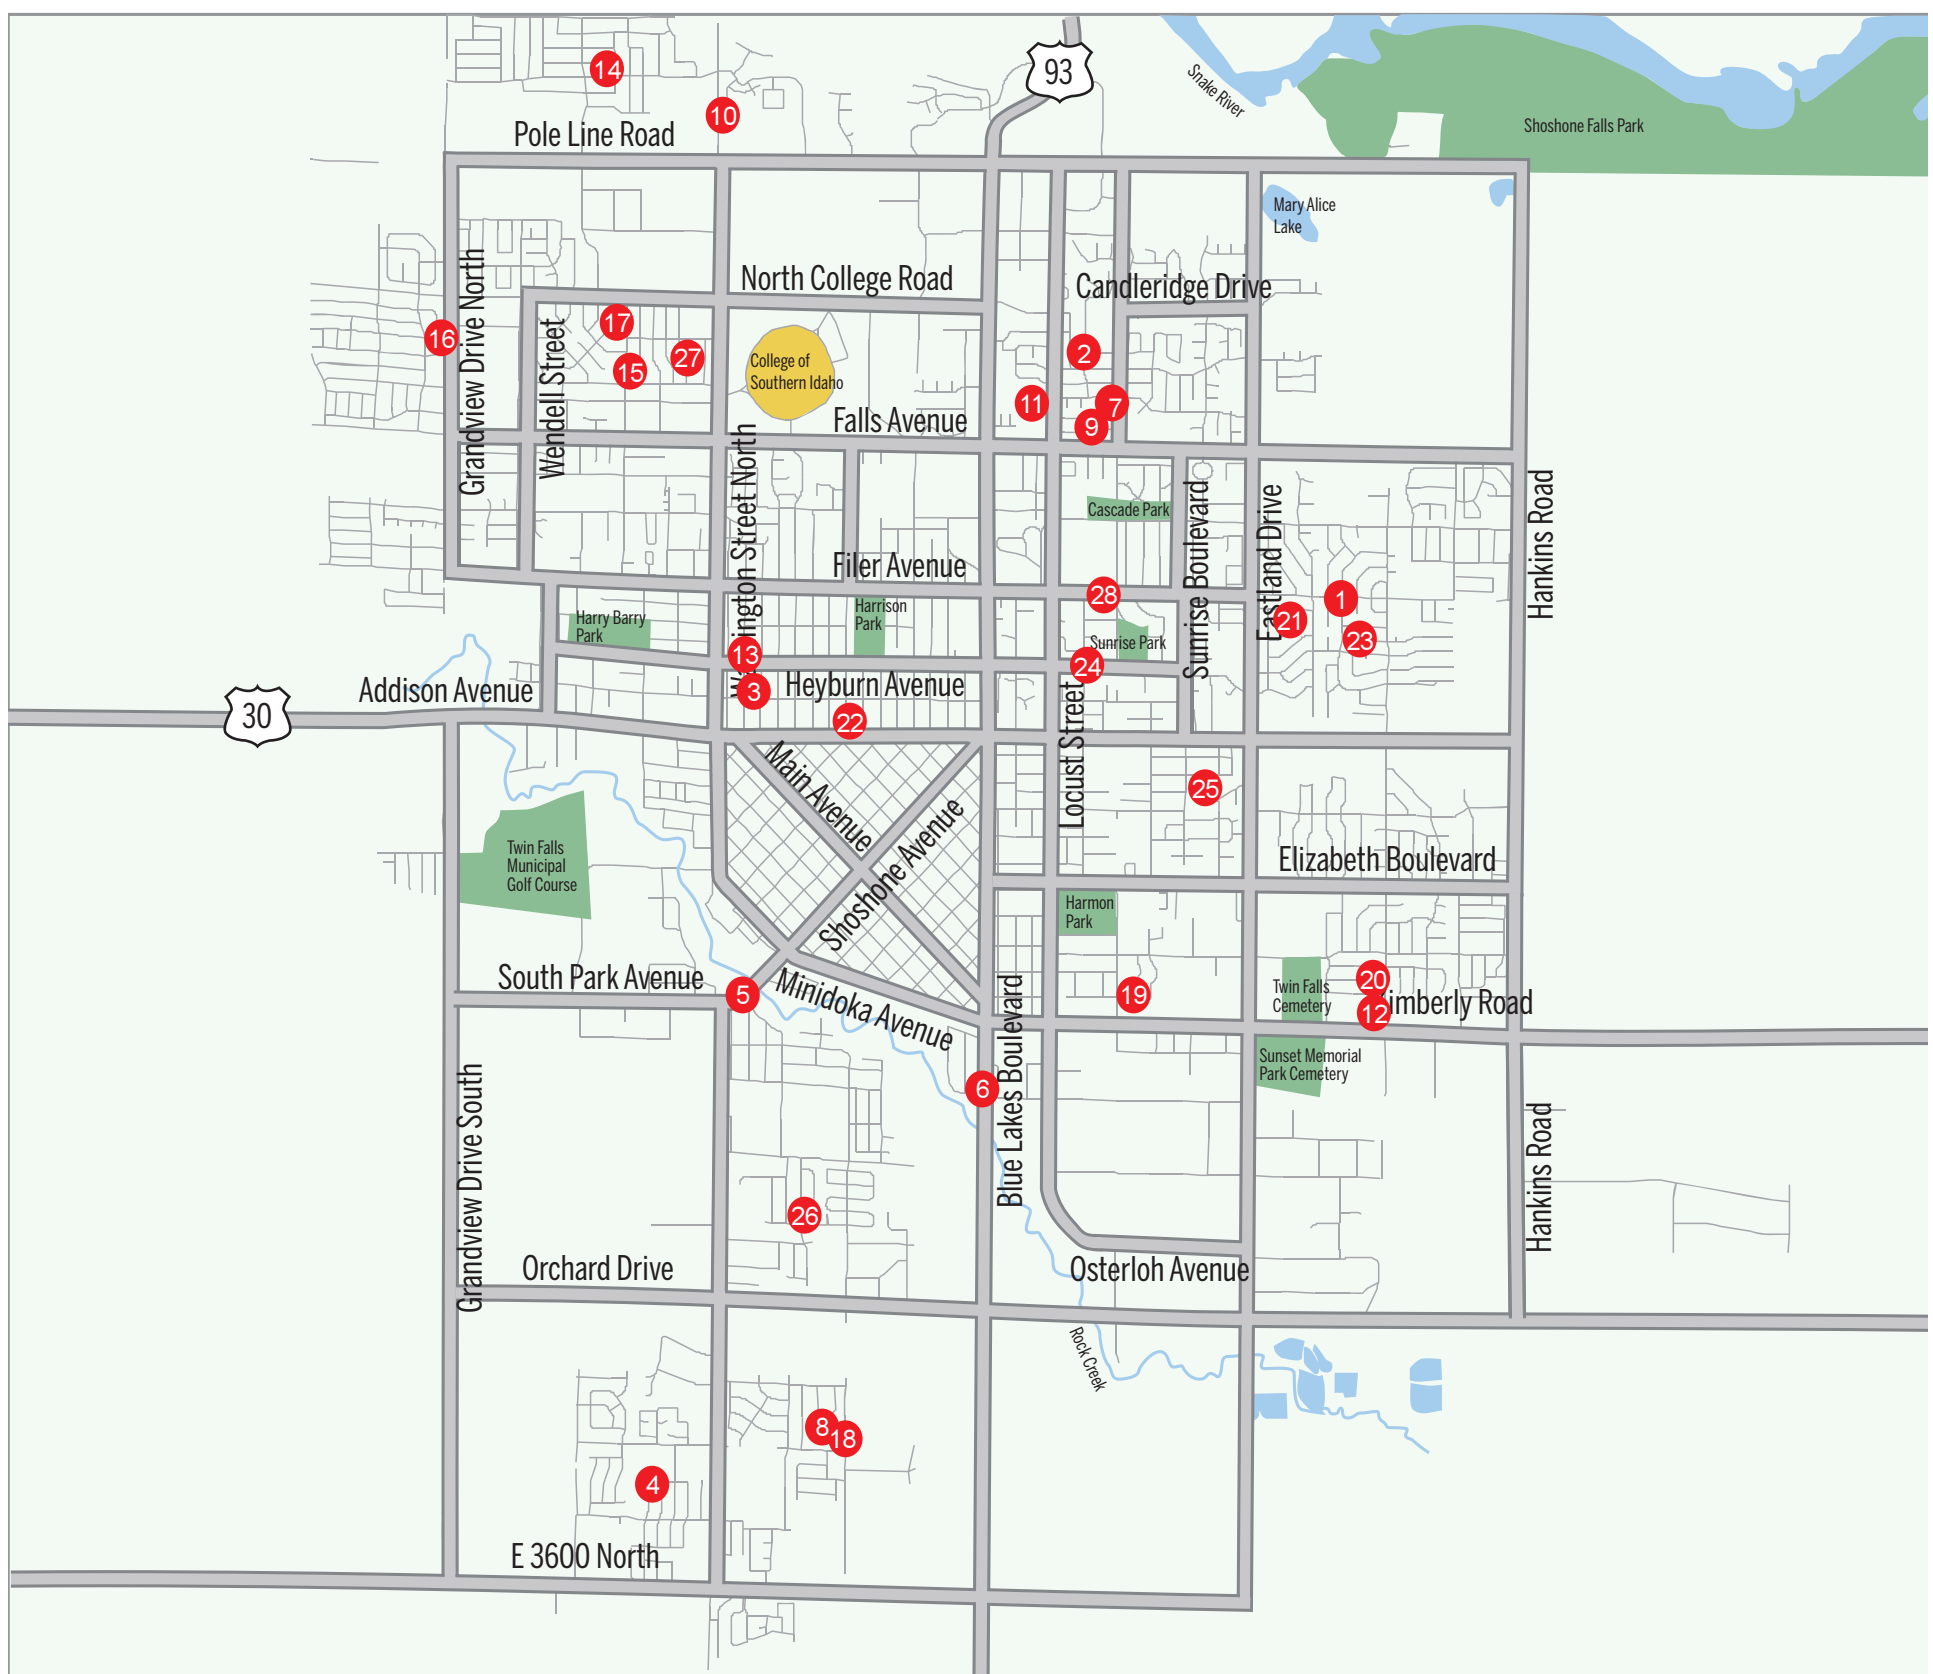 93
Snake River
14
10
Pole Line Road
Shoshone Falls Park
Mary Alice
Lake
North College Road
Candleridge Drive
Grandview Drive North
Wendell Street
16
17
15
27
College of
Southern Idaho
2
11
7
9
Falls Avenue
Washington Street North
Cascade Park
Sunrise Boulevard
Eastland Drive
Hankins Road
Filer Avenue
28
1
21
23
Harry Barry
Park
Harrison
Park
Sunrise Park
13
24
3
Heyburn Avenue
Addison Avenue
30
22
Locust Street
Main Avenue
25
Shoshone Avenue
Twin Falls
Municipal
Golf Course
Elizabeth Boulevard
Harmon
Park
South Park Avenue
5
Minidoka Avenue
19
Twin Falls
Cemetery
20
12
imberly Road
Blue Lakes Boulevard
Sunset Memorial
Park Cemetery
6
Grandview Drive South
Hankins Road
26
Orchard Drive
Osterloh Avenue
Rock Creek
8
18
4
E 3600 North